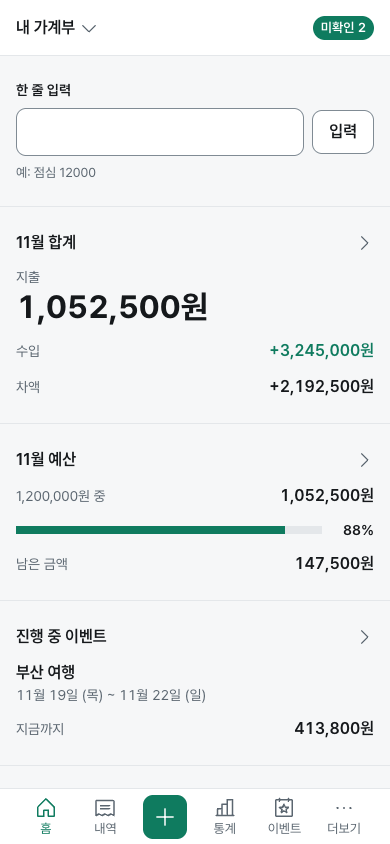 내 가계부
미확인 2
한 줄 입력
입력
예: 점심 12000
11월 합계
지출
1,052,500원
수입 +3,245,000원
차액 +2,192,500원
11월 예산
1,200,000원 중 1,052,500원
88%
남은 금액 147,500원
진행 중 이벤트
부산 여행
11월 19일 (목) ~ 11월 22일 (일)
지금까지 413,800원
홈 내역 통계 이벤트 더보기